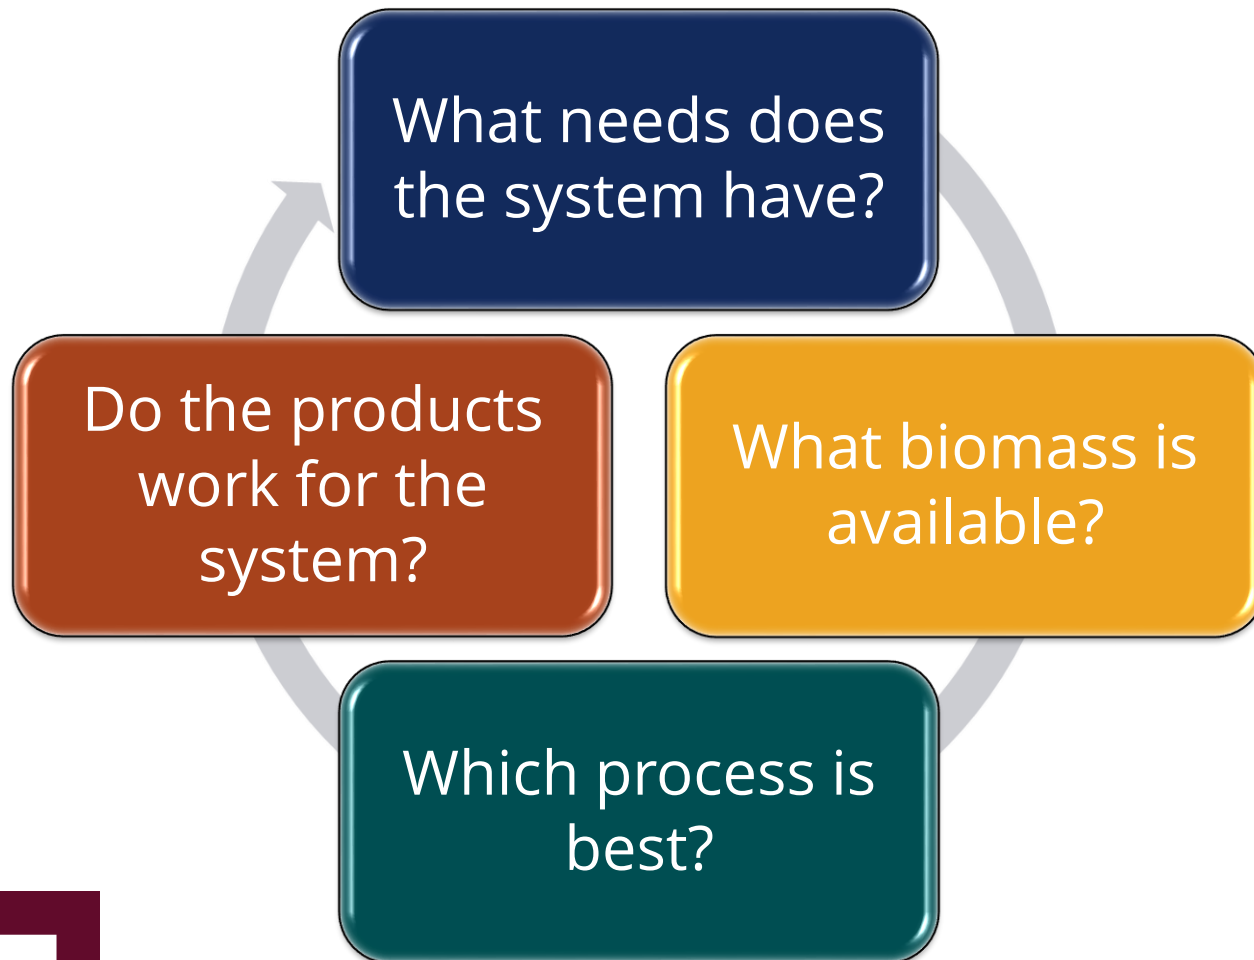 What needs does
the system have?
What biomass is
available?
Which process is
best?
Do the products
work for the
system?